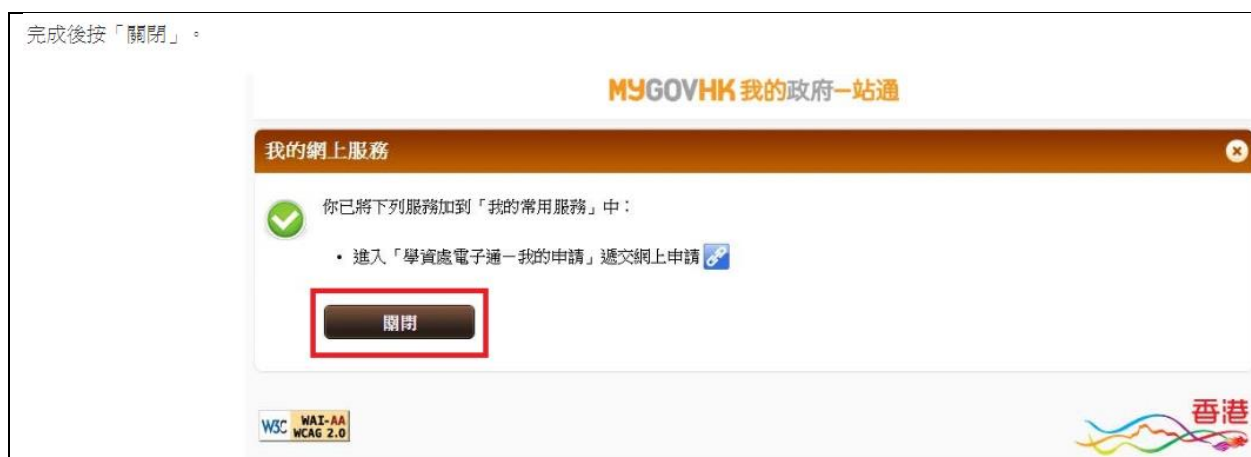 完成後按「關閉」。
MYGOVHK 我的政府一站通
我的網上服務
你已將下列服務加到「我的常用服務」中：
• 進入「學資處電子通－我的申請」遞交網上申請
關閉
W3C WAI-AA WCAG 2.0
香港